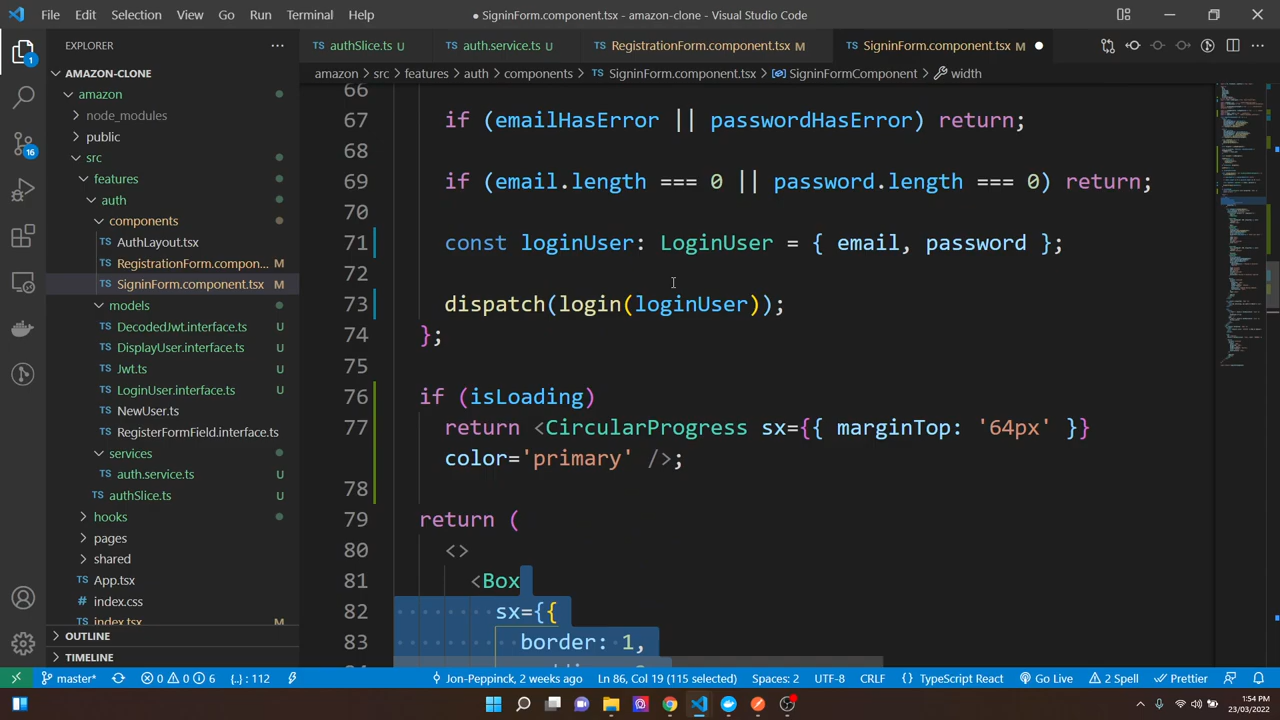 File Edit Selection View Go Run Terminal Help
● SigninForm.component.tsx - amazon-clone - Visual Studio Code
EXPLORER
authSlice.ts U
auth.service.ts U
RegistrationForm.component.tsx M
SigninForm.component.tsx M
amazon > src > features > auth > components > SigninForm.component.tsx > SigninFormComponent > width
AMAZON-CLONE
amazon
node_modules
public
src
features
auth
components
AuthLayout.tsx U
RegistrationForm.compon... M
SigninForm.component.tsx M
models
DecodedJwt.interface.ts U
DisplayUser.interface.ts U
Jwt.ts U
LoginUser.interface.ts U
NewUser.ts U
RegisterFormField.interface.ts U
services
auth.service.ts U
authSlice.ts U
hooks
pages
shared
App.tsx
index.css
index.tsx M
OUTLINE
TIMELINE
1
16
66
67 if (emailHasError || passwordHasError) return;
68
69 if (email.length === 0 || password.length === 0) return;
70
71 const loginUser: LoginUser = { email, password };
72
73 dispatch(login(loginUser));
74 };
75
76 if (isLoading)
77 return <CircularProgress sx={{ marginTop: '64px' }}
color='primary' />;
78
79 return (
80 <>
81 <Box
82 sx={{
83 border: 1,
master* 0 0 6 {..}: 112 Jon-Peppinck, 2 weeks ago Ln 86, Col 19 (115 selected) Spaces: 2 UTF-8 CRLF {} TypeScript React Go Live 2 Spell Prettier
1:54 PM
23/03/2022